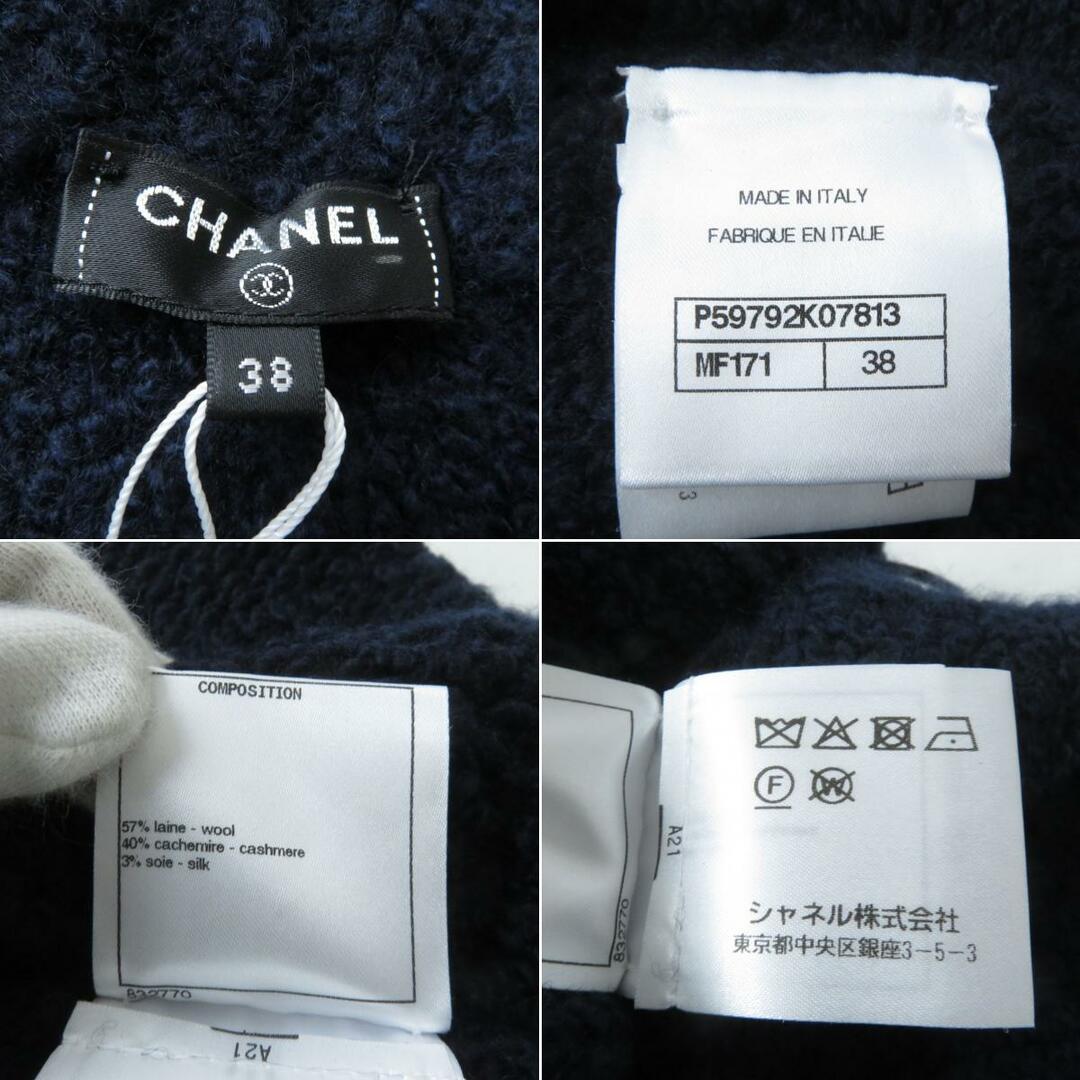 CHANEL
38
MADE IN ITALY
FABRIQUE EN ITALIE
P59792K07813
MF171 38
3
COMPOSITION
57% laine - wool
40% cachemire - cashmere
3% soie - silk
832770
A21
F W
A21
832770
シャネル株式会社
東京都中央区銀座3-5-3